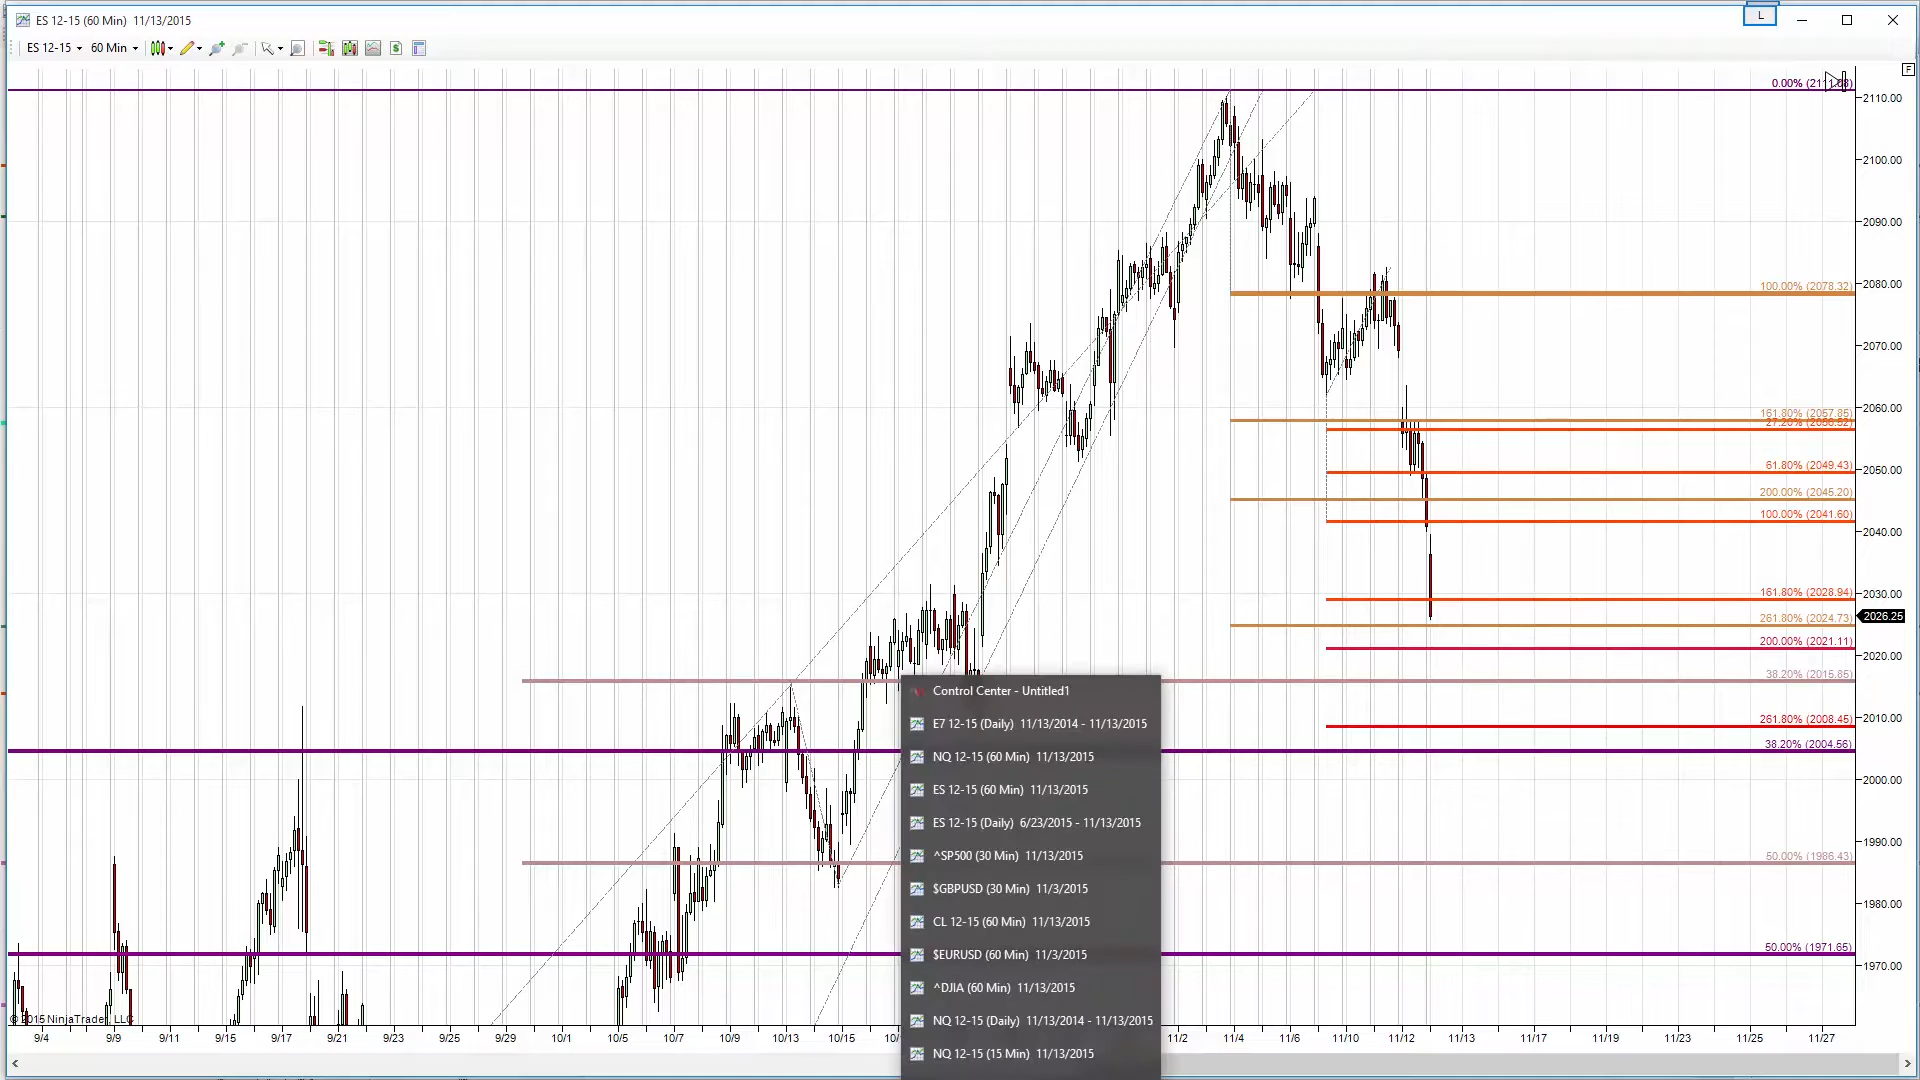 ES 12-15 (60 Min)  11/13/2015
L
ES 12-15
60 Min
F
0.00% (2111.08)
2110.00
2100.00
2090.00
100.00% (2078.32)
2080.00
2070.00
2060.00
161.80% (2057.85)
61.80% (2049.43)
2050.00
200.00% (2045.20)
100.00% (2041.60)
2040.00
161.80% (2028.94)
2030.00
261.80% (2024.73)
2026.25
200.00% (2021.11)
2020.00
38.20% (2015.85)
261.80% (2008.45)
2010.00
38.20% (2004.56)
2000.00
1990.00
50.00% (1986.43)
1980.00
50.00% (1971.65)
1970.00
Control Center - Untitled1
E7 12-15 (Daily)  11/13/2014 - 11/13/2015
NQ 12-15 (60 Min)  11/13/2015
ES 12-15 (60 Min)  11/13/2015
ES 12-15 (Daily)  6/23/2015 - 11/13/2015
^SP500 (30 Min)  11/13/2015
$GBPUSD (30 Min)  11/3/2015
CL 12-15 (60 Min)  11/13/2015
$EURUSD (60 Min)  11/3/2015
^DJIA (60 Min)  11/13/2015
NQ 12-15 (Daily)  11/13/2014 - 11/13/2015
NQ 12-15 (15 Min)  11/13/2015
© 2015 NinjaTrader, LLC
9/4 9/9 9/11 9/15 9/17 9/21 9/23 9/25 9/29 10/1 10/5 10/7 10/9 10/13 10/15 11/2 11/4 11/6 11/10 11/12 11/13 11/17 11/19 11/23 11/25 11/27